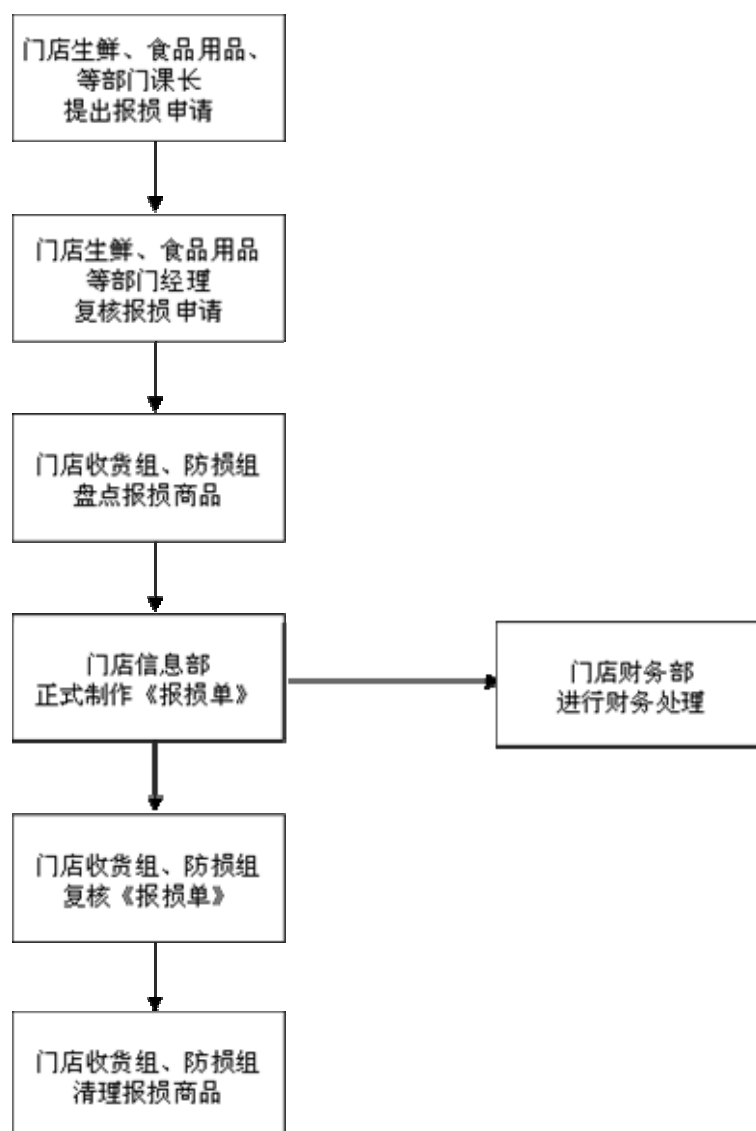 门店生鲜、食品用品、
等部门课长
提出报损申请
门店生鲜、食品用品
等部门经理
复核报损申请
门店收货组、防损组
盘点报损商品
门店信息部
正式制作《报损单》
门店财务部
进行财务处理
门店收货组、防损组
复核《报损单》
门店收货组、防损组
清理报损商品